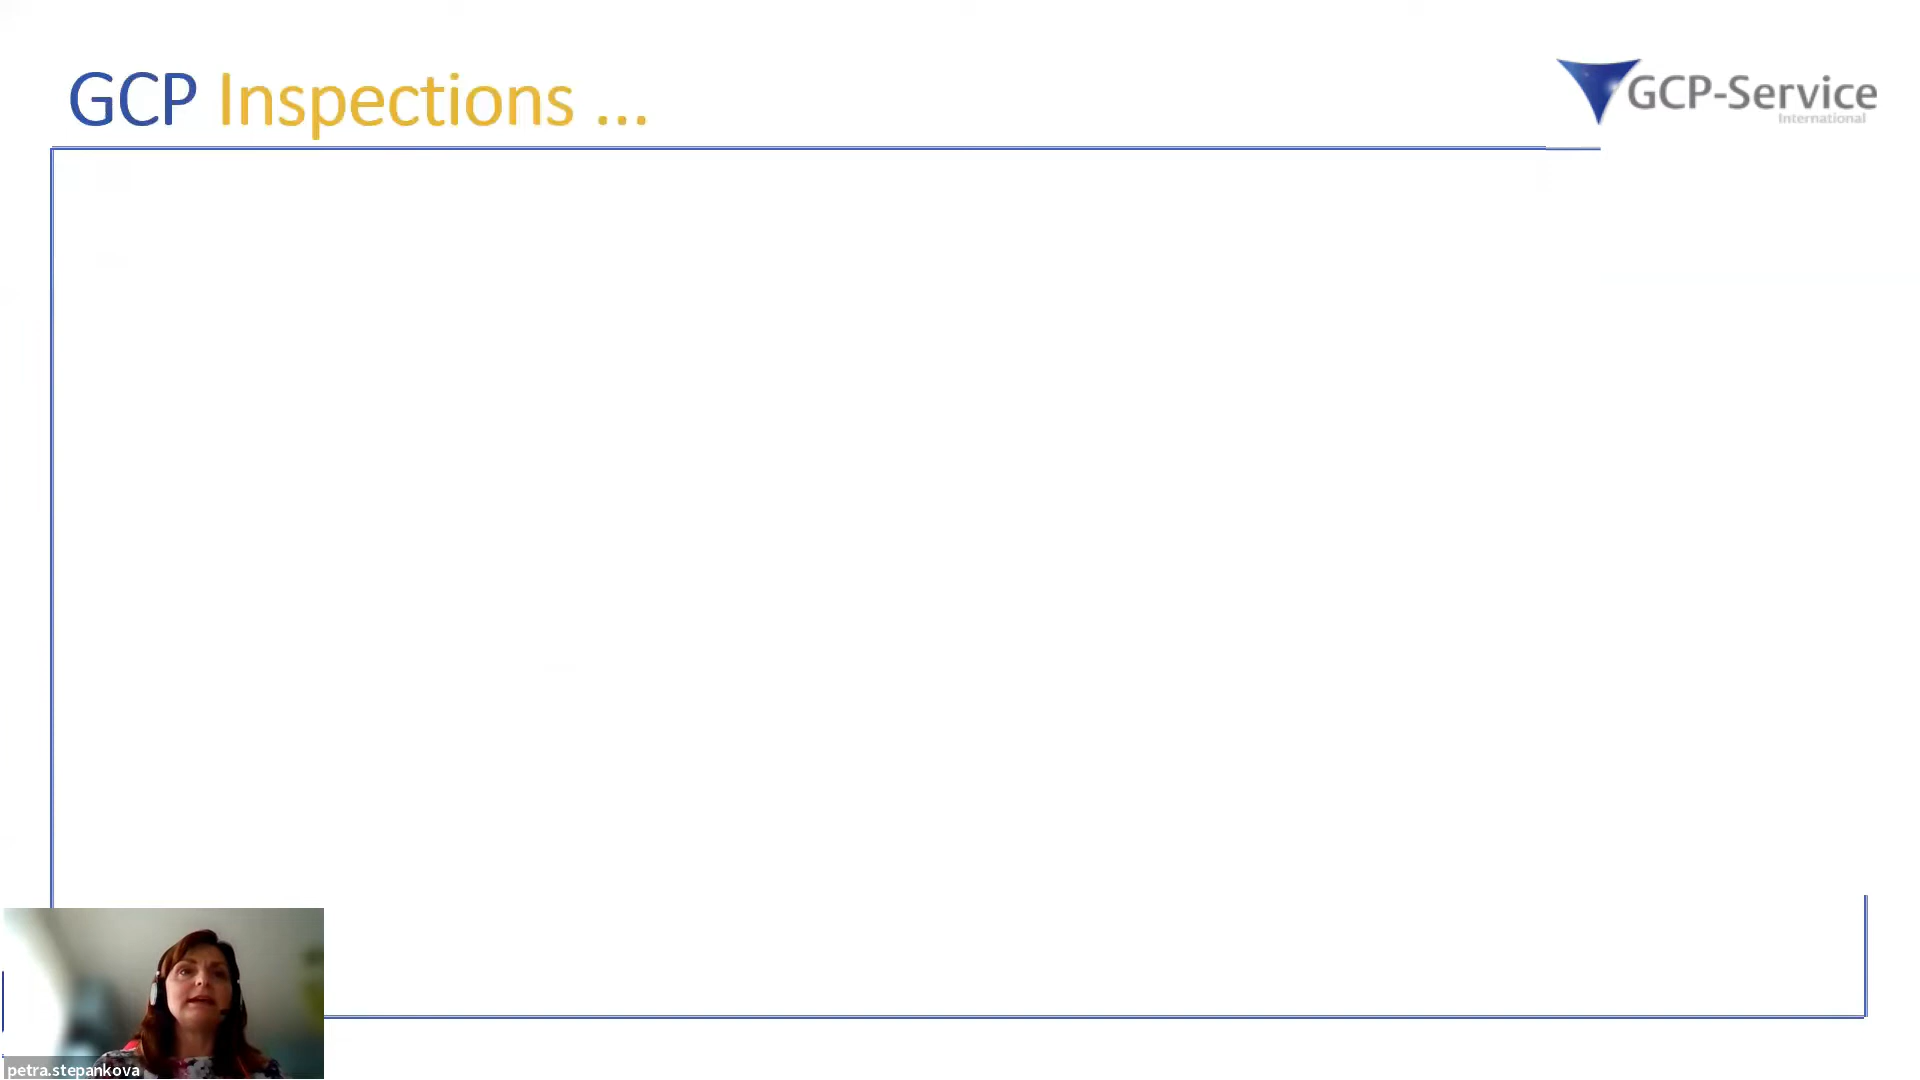 GCP Inspections ...
GCP-Service
International
petra.stepankova